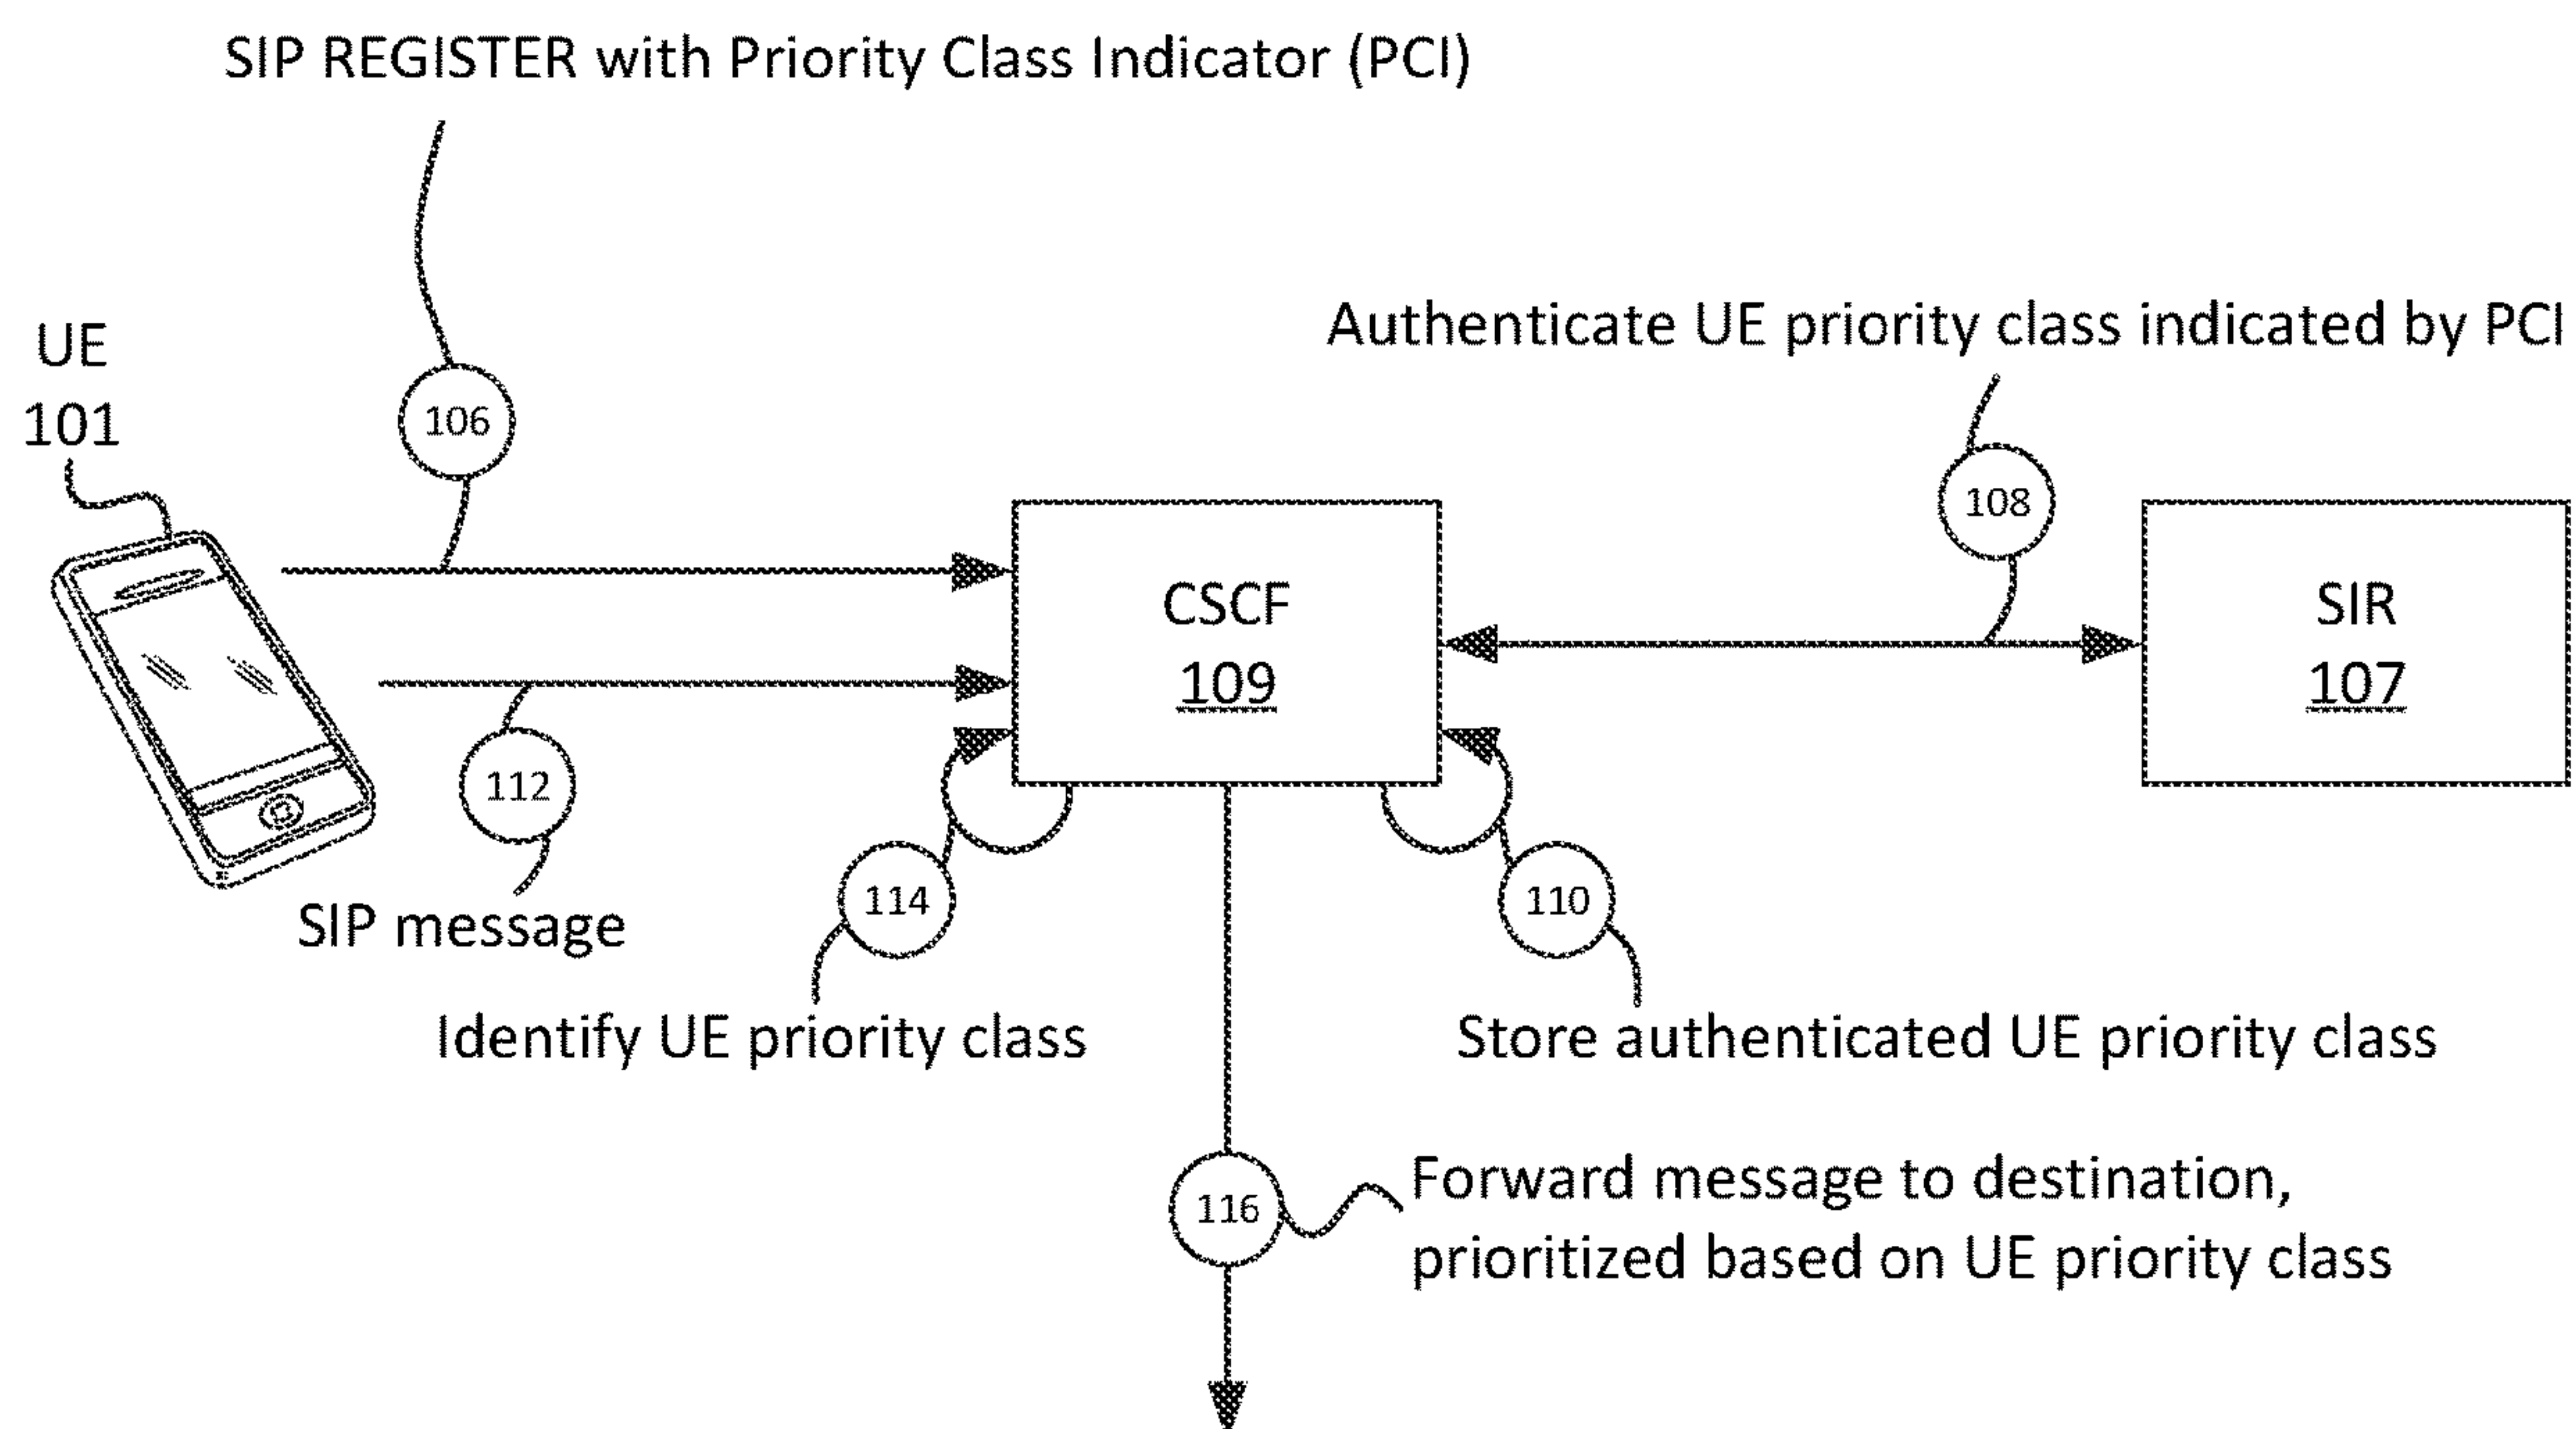 SIP REGISTER with Priority Class Indicator (PCI)
UE
101
106
Authenticate UE priority class indicated by PCI
108
CSCF
109
SIR
107
112
SIP message
114
110
Identify UE priority class
Store authenticated UE priority class
116
Forward message to destination,
prioritized based on UE priority class